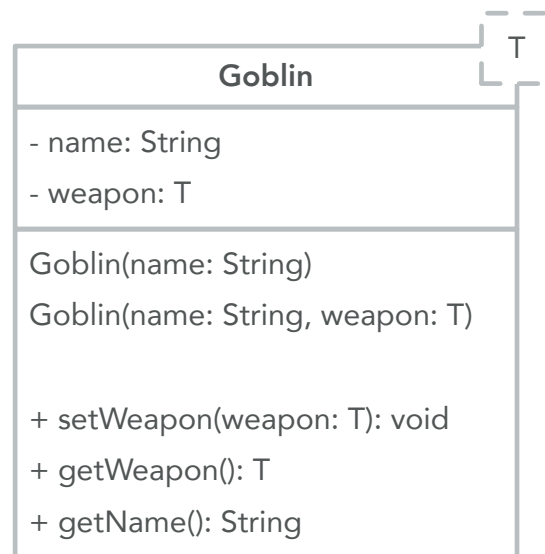 T
Goblin
- name: String
- weapon: T
Goblin(name: String)
Goblin(name: String, weapon: T)
+ setWeapon(weapon: T): void
+ getWeapon(): T
+ getName(): String